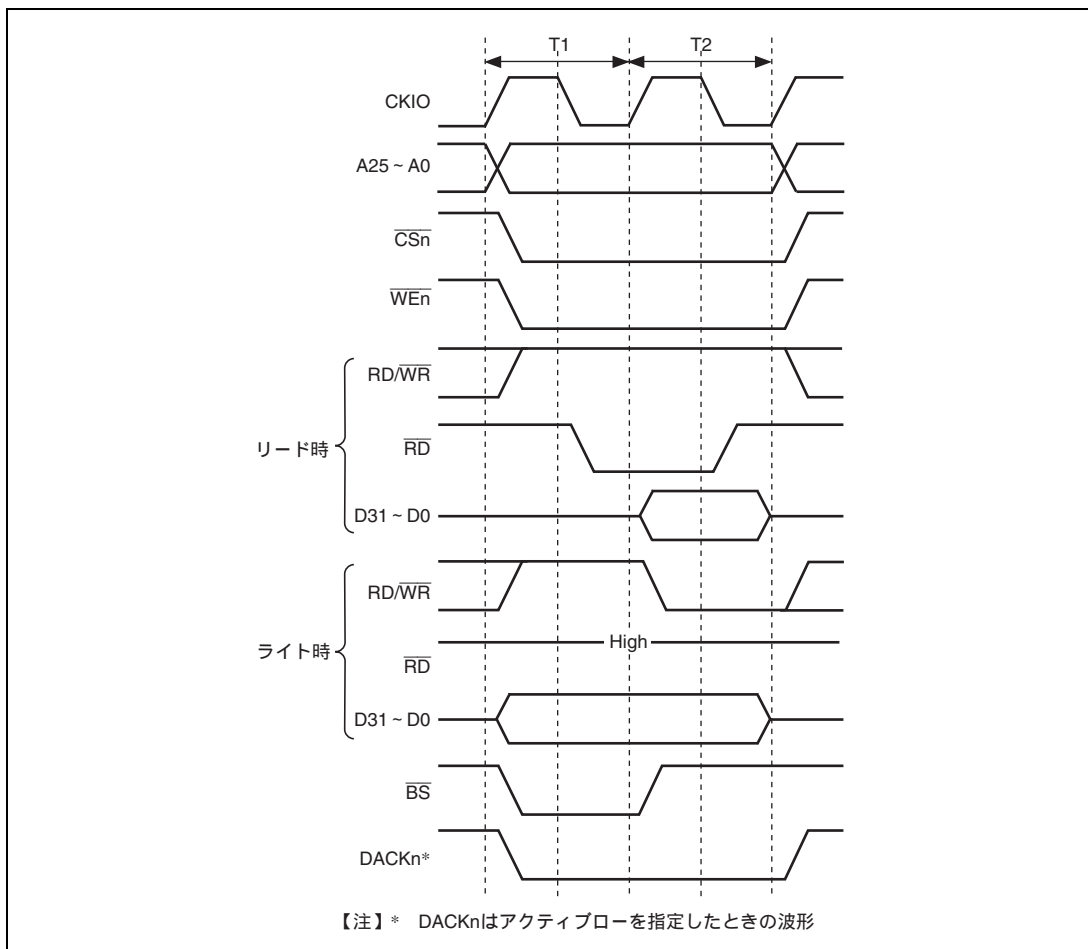 T1 T2
CKIO
A25 ~ A0
CSn
WEn
RD/WR
リード時
RD
D31 ~ D0
RD/WR
High
ライト時
RD
D31 ~ D0
BS
DACKn*
【注】* DACKnはアクティブローを指定したときの波形